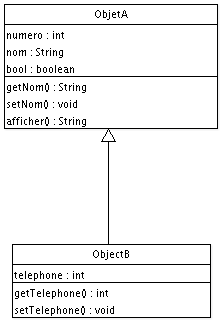 ObjetA
numero : int
nom : String
bool : boolean
getNom() : String
setNom() : void
afficher() : String
ObjectB
telephone : int
getTelephone() : int
setTelephone() : void